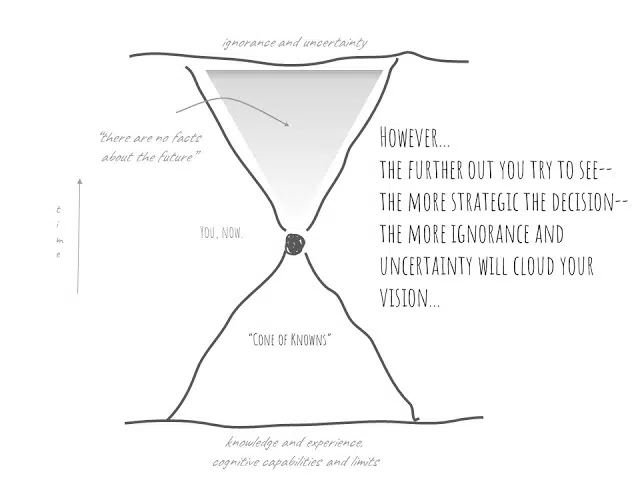 ignorance and uncertainty
"there are no facts
about the future"
However...
the further out you try to see--
the more strategic the decision--
the more ignorance and
uncertainty will cloud your
vision...
time
You, now.
"Cone of Knowns"
knowledge and experience,
cognitive capabilities and limits